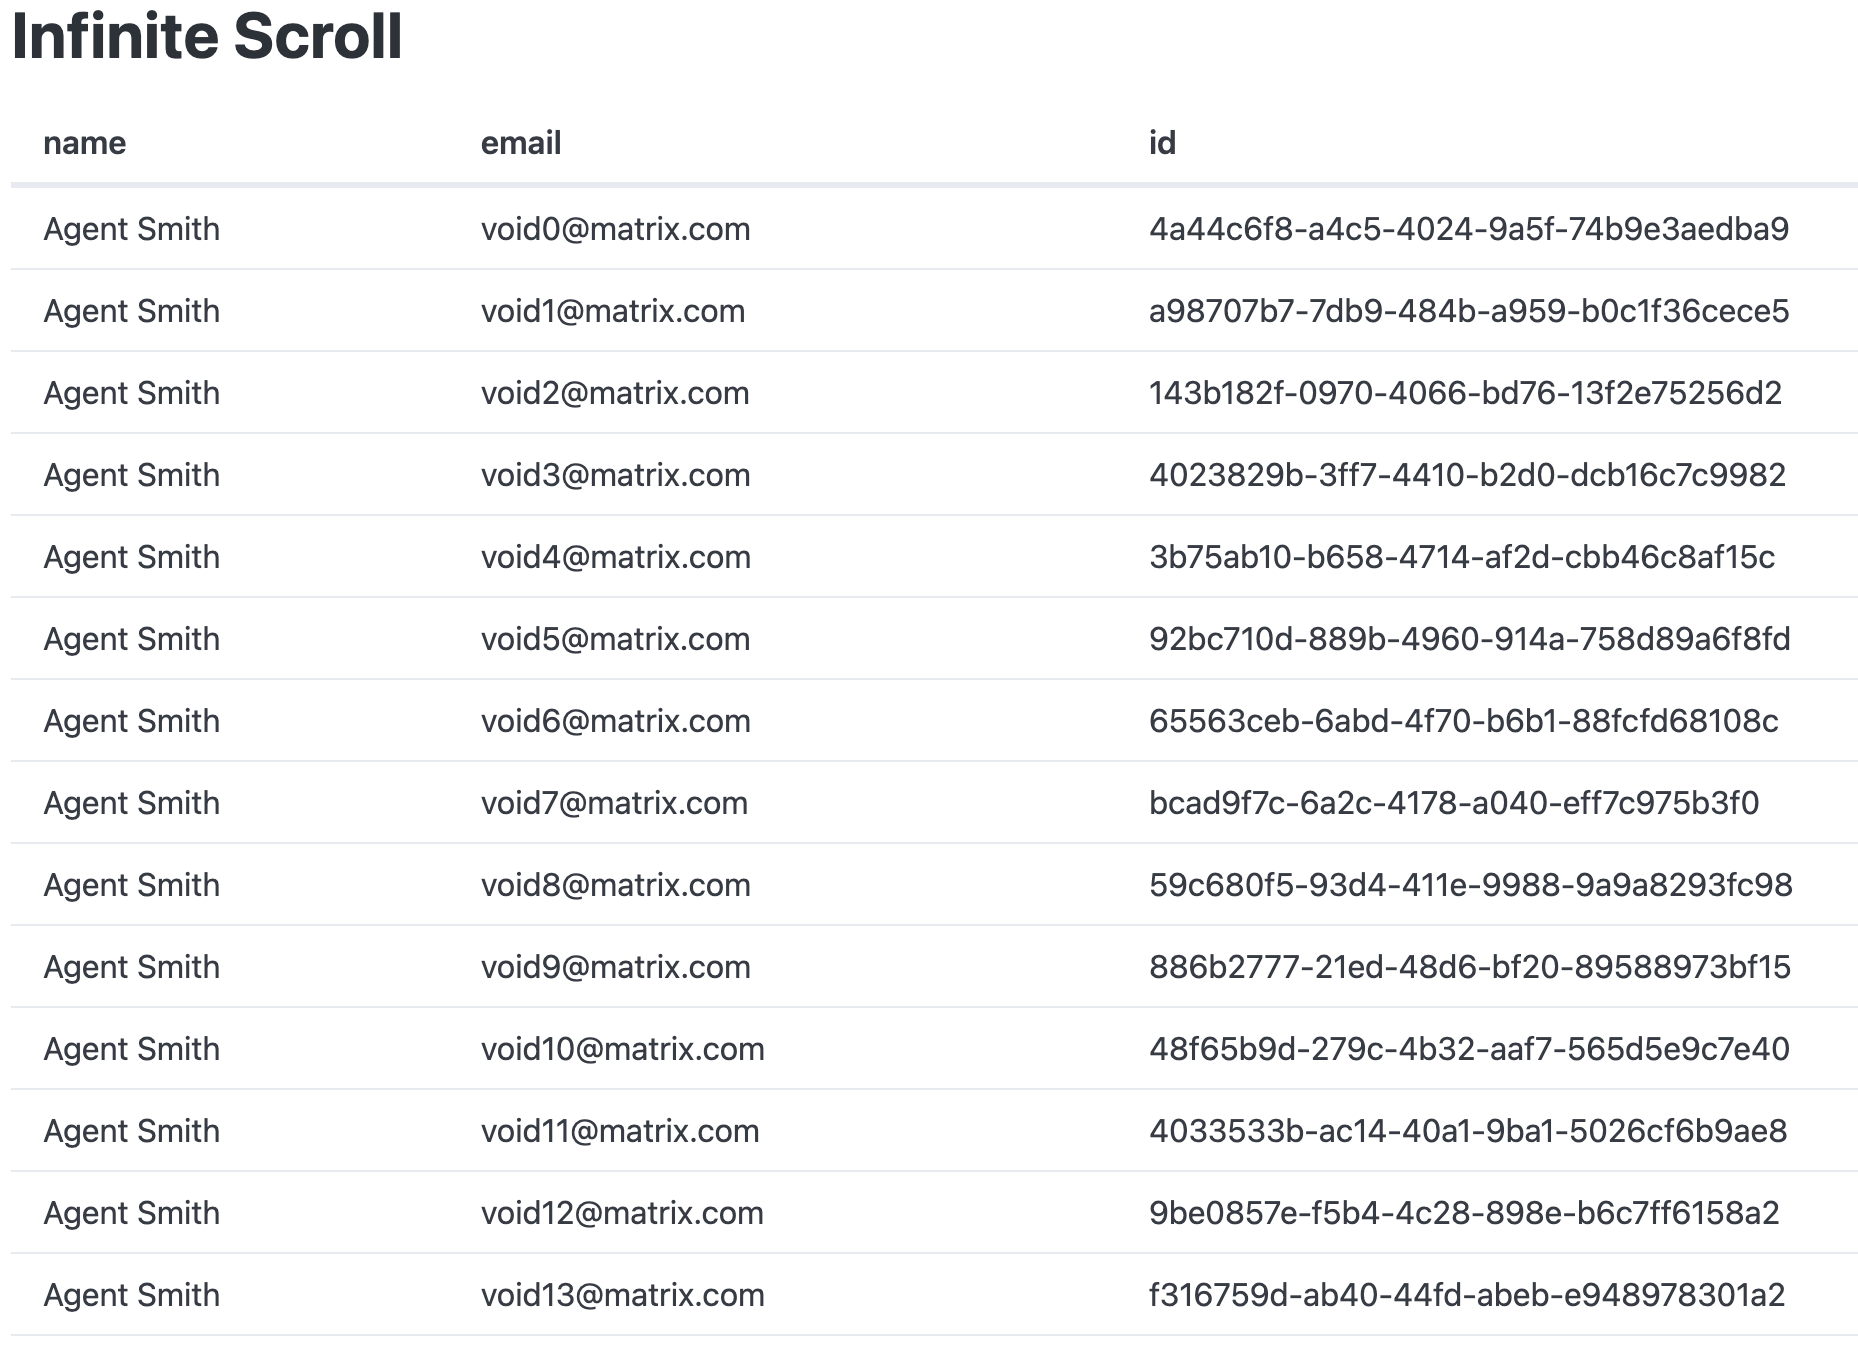 Infinite Scroll
name email id
Agent Smith void0@matrix.com 4a44c6f8-a4c5-4024-9a5f-74b9e3aedba9
Agent Smith void1@matrix.com a98707b7-7db9-484b-a959-b0c1f36cece5
Agent Smith void2@matrix.com 143b182f-0970-4066-bd76-13f2e75256d2
Agent Smith void3@matrix.com 4023829b-3ff7-4410-b2d0-dcb16c7c9982
Agent Smith void4@matrix.com 3b75ab10-b658-4714-af2d-cbb46c8af15c
Agent Smith void5@matrix.com 92bc710d-889b-4960-914a-758d89a6f8fd
Agent Smith void6@matrix.com 65563ceb-6abd-4f70-b6b1-88fcfd68108c
Agent Smith void7@matrix.com bcad9f7c-6a2c-4178-a040-eff7c975b3f0
Agent Smith void8@matrix.com 59c680f5-93d4-411e-9988-9a9a8293fc98
Agent Smith void9@matrix.com 886b2777-21ed-48d6-bf20-89588973bf15
Agent Smith void10@matrix.com 48f65b9d-279c-4b32-aaf7-565d5e9c7e40
Agent Smith void11@matrix.com 4033533b-ac14-40a1-9ba1-5026cf6b9ae8
Agent Smith void12@matrix.com 9be0857e-f5b4-4c28-898e-b6c7ff6158a2
Agent Smith void13@matrix.com f316759d-ab40-44fd-abeb-e948978301a2